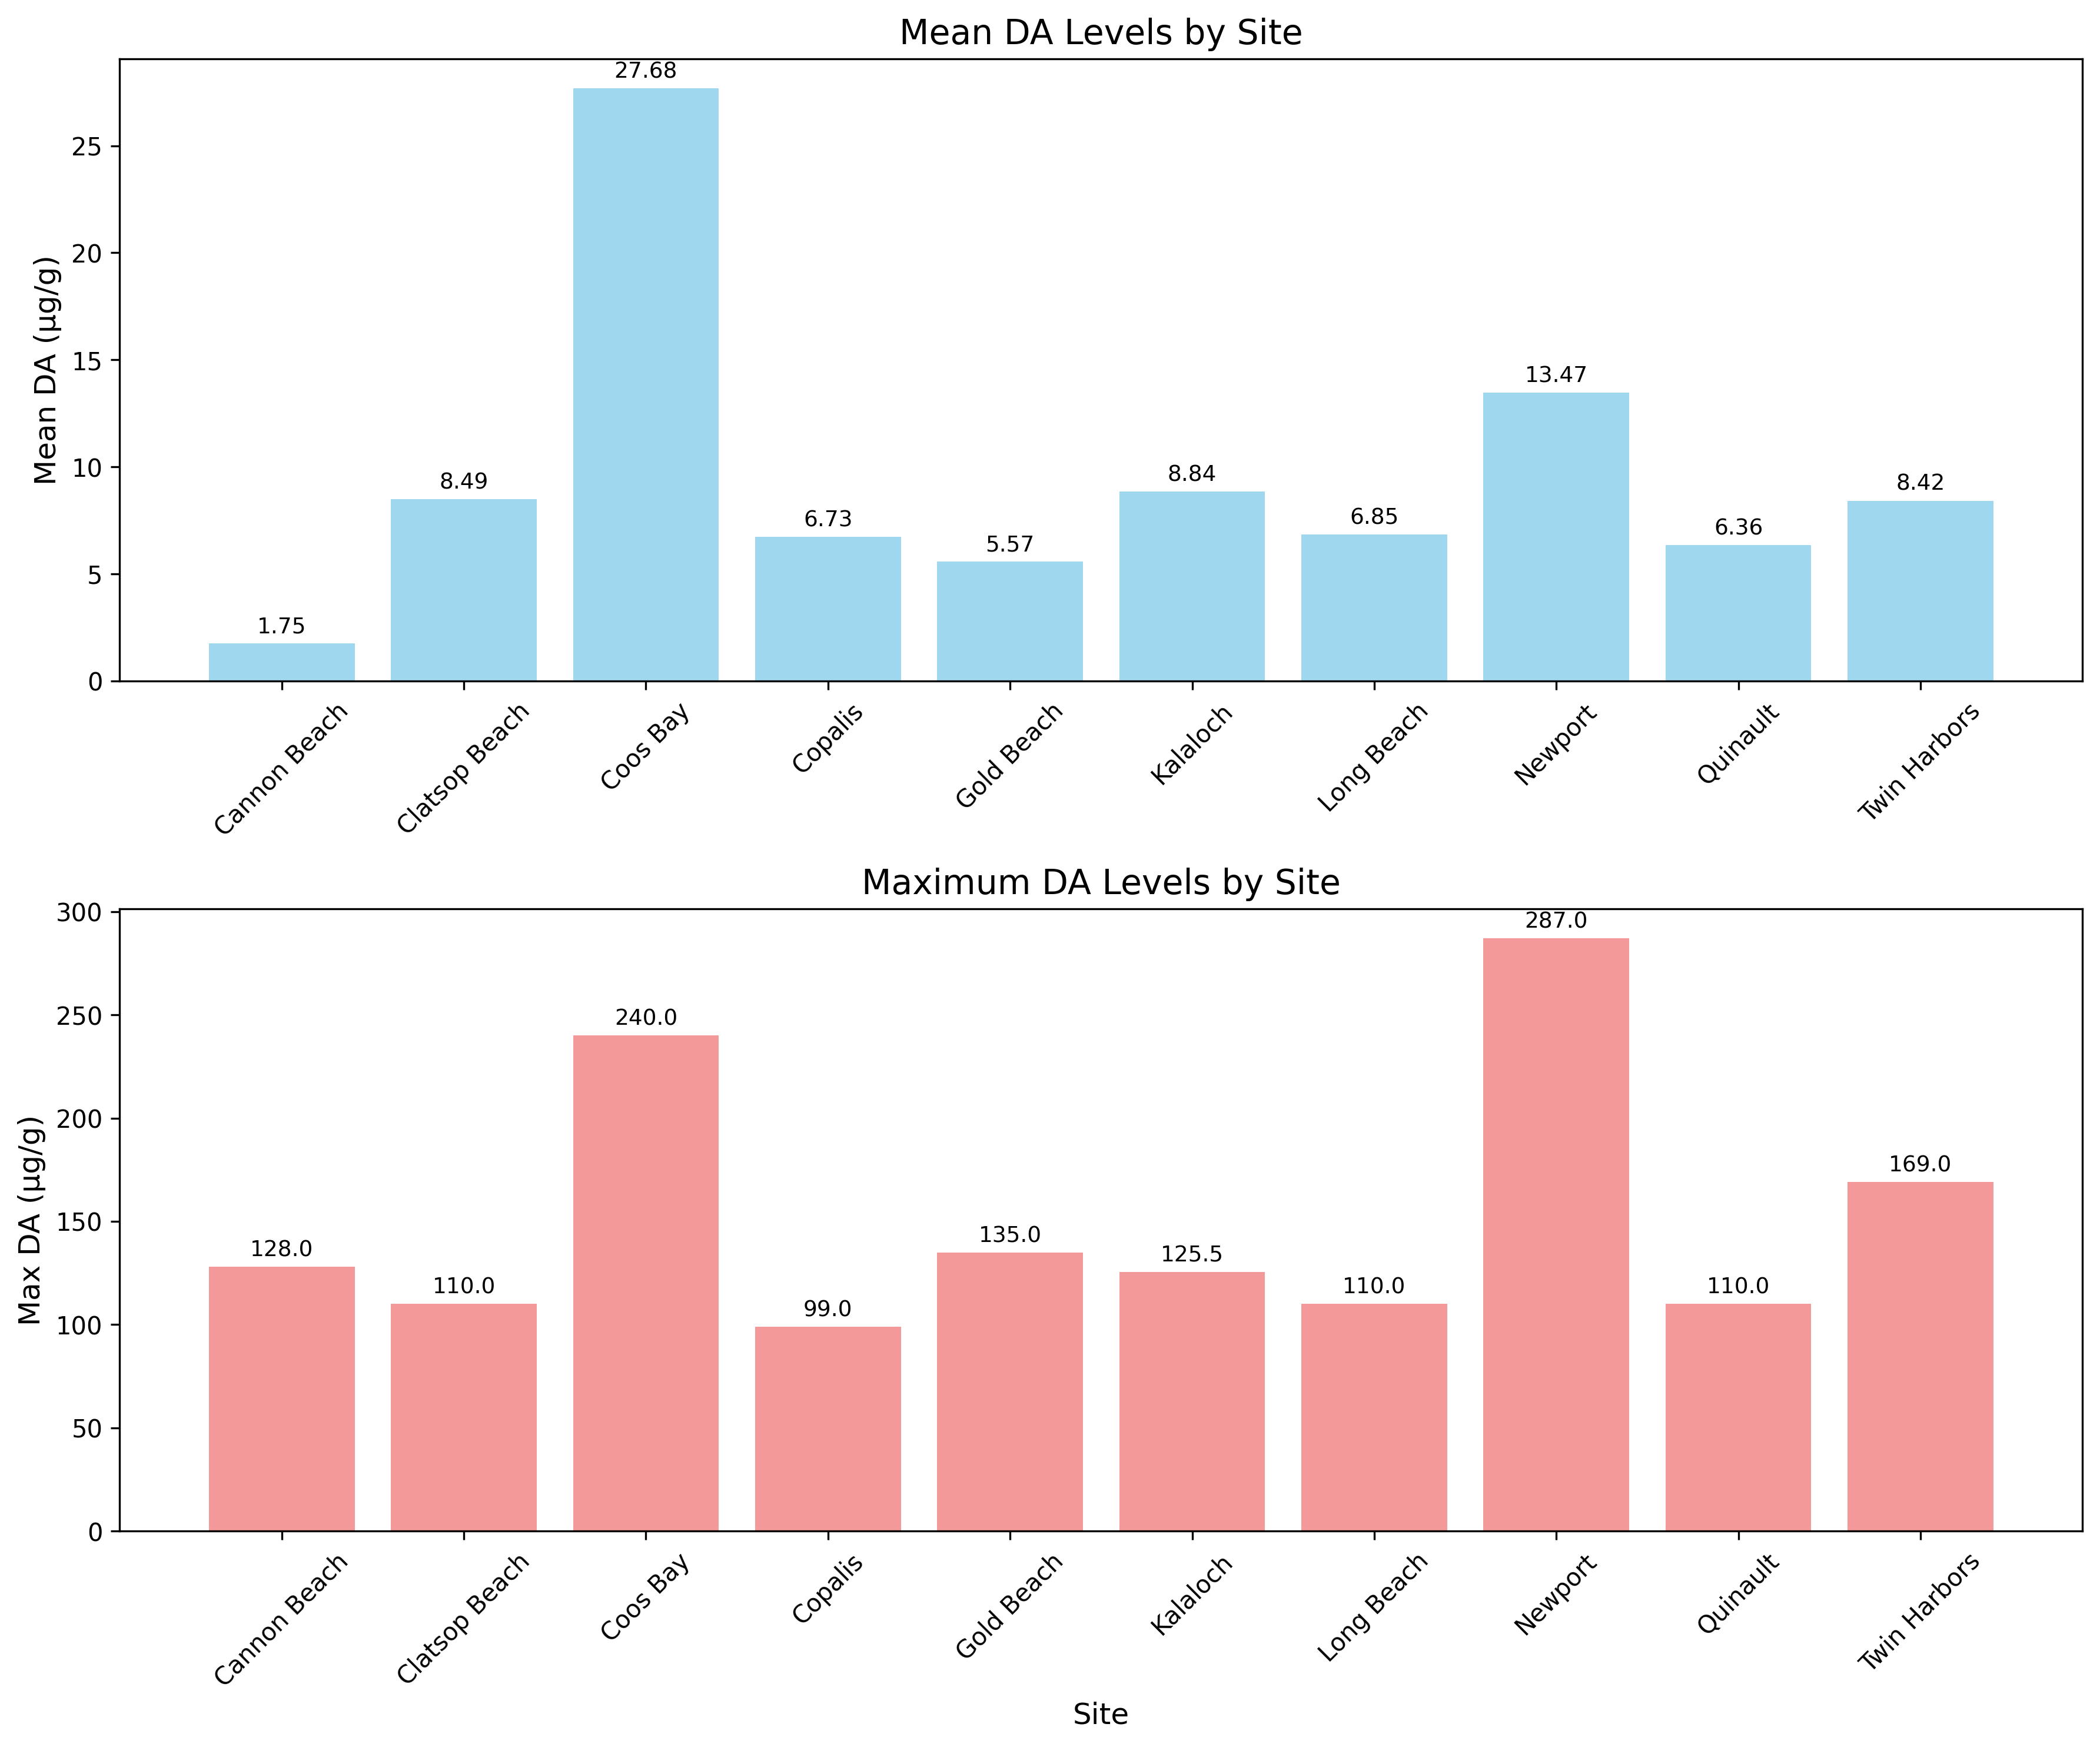 Mean DA Levels by Site
Mean DA (µg/g)
25
20
15
10
5
0
1.75
8.49
27.68
6.73
5.57
8.84
6.85
13.47
6.36
8.42
Cannon Beach
Clatsop Beach
Coos Bay
Copalis
Gold Beach
Kalaloch
Long Beach
Newport
Quinault
Twin Harbors
Maximum DA Levels by Site
Max DA (µg/g)
300
250
200
150
100
50
0
128.0
110.0
240.0
99.0
135.0
125.5
110.0
287.0
110.0
169.0
Cannon Beach
Clatsop Beach
Coos Bay
Copalis
Gold Beach
Kalaloch
Long Beach
Newport
Quinault
Twin Harbors
Site